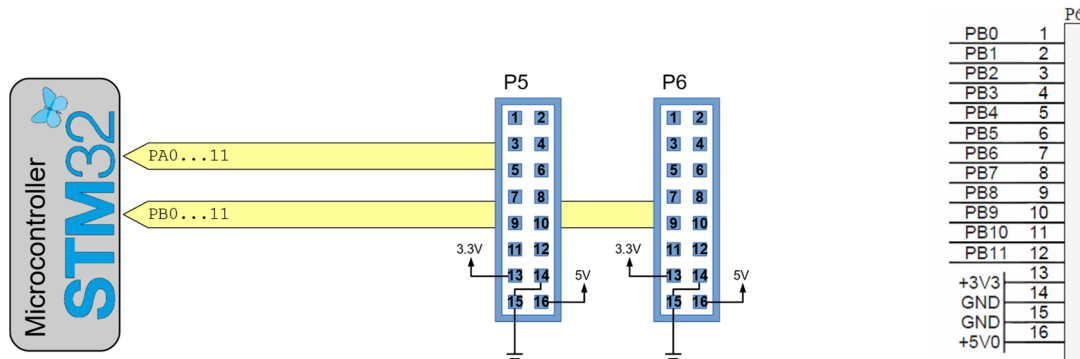 Microcontroller
STM32
PA0...11
PB0...11
P5
1 2
3 4
5 6
7 8
9 10
11 12
13 14
15 16
3.3V
5V
P6
1 2
3 4
5 6
7 8
9 10
11 12
13 14
15 16
3.3V
5V
P6
PB0 1
PB1 2
PB2 3
PB3 4
PB4 5
PB5 6
PB6 7
PB7 8
PB8 9
PB9 10
PB10 11
PB11 12
+3V3 13
GND 14
GND 15
+5V0 16